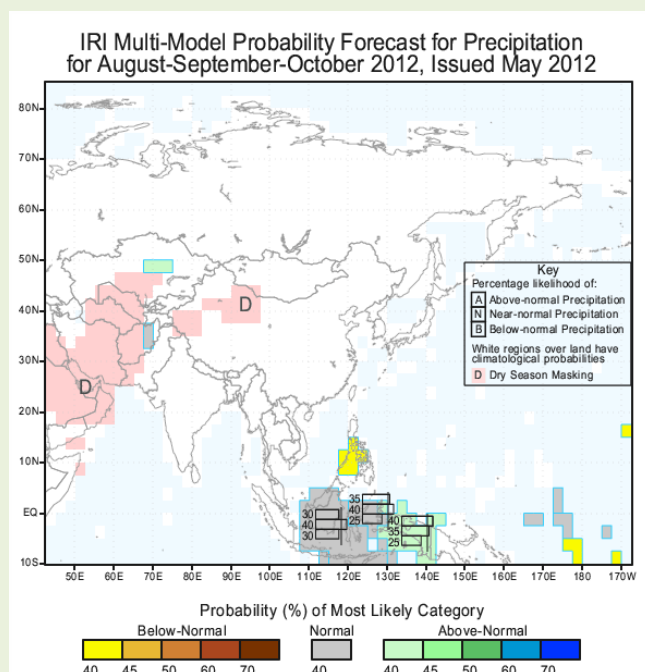 IRI Multi-Model Probability Forecast for Precipitation
for August-September-October 2012, Issued May 2012
80N
70N
60N
50N
40N
30N
20N
10N
EQ
10S
50E 60E 70E 80E 90E 100E 110E 120E 130E 140E 150E 160E 170E 180 170W
D
D
Key
Percentage likelihood of:
A Above-normal Precipitation
N Near-normal Precipitation
B Below-normal Precipitation
White regions over land have
climatological probabilities
D Dry Season Masking
30
40
30
35
40
25
40
35
25
Probability (%) of Most Likely Category
Below-Normal Normal Above-Normal
40 45 50 60 70 40 40 45 50 60 70